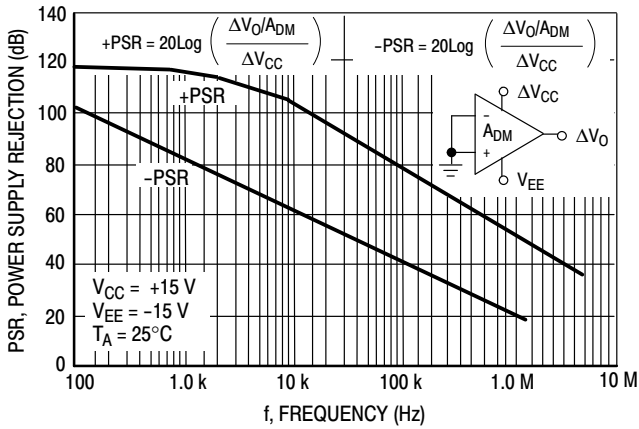 140
120
100
80
60
40
20
0
PSR, POWER SUPPLY REJECTION (dB)
+PSR = 20Log ( ΔVO/ADM / ΔVCC )
−PSR = 20Log ( ΔVO/ADM / ΔVCC )
+PSR
−PSR
ΔVCC
−
ADM
+
ΔVO
VEE
VCC = +15 V
VEE = −15 V
TA = 25°C
100
1.0 k
10 k
100 k
1.0 M
10 M
f, FREQUENCY (Hz)